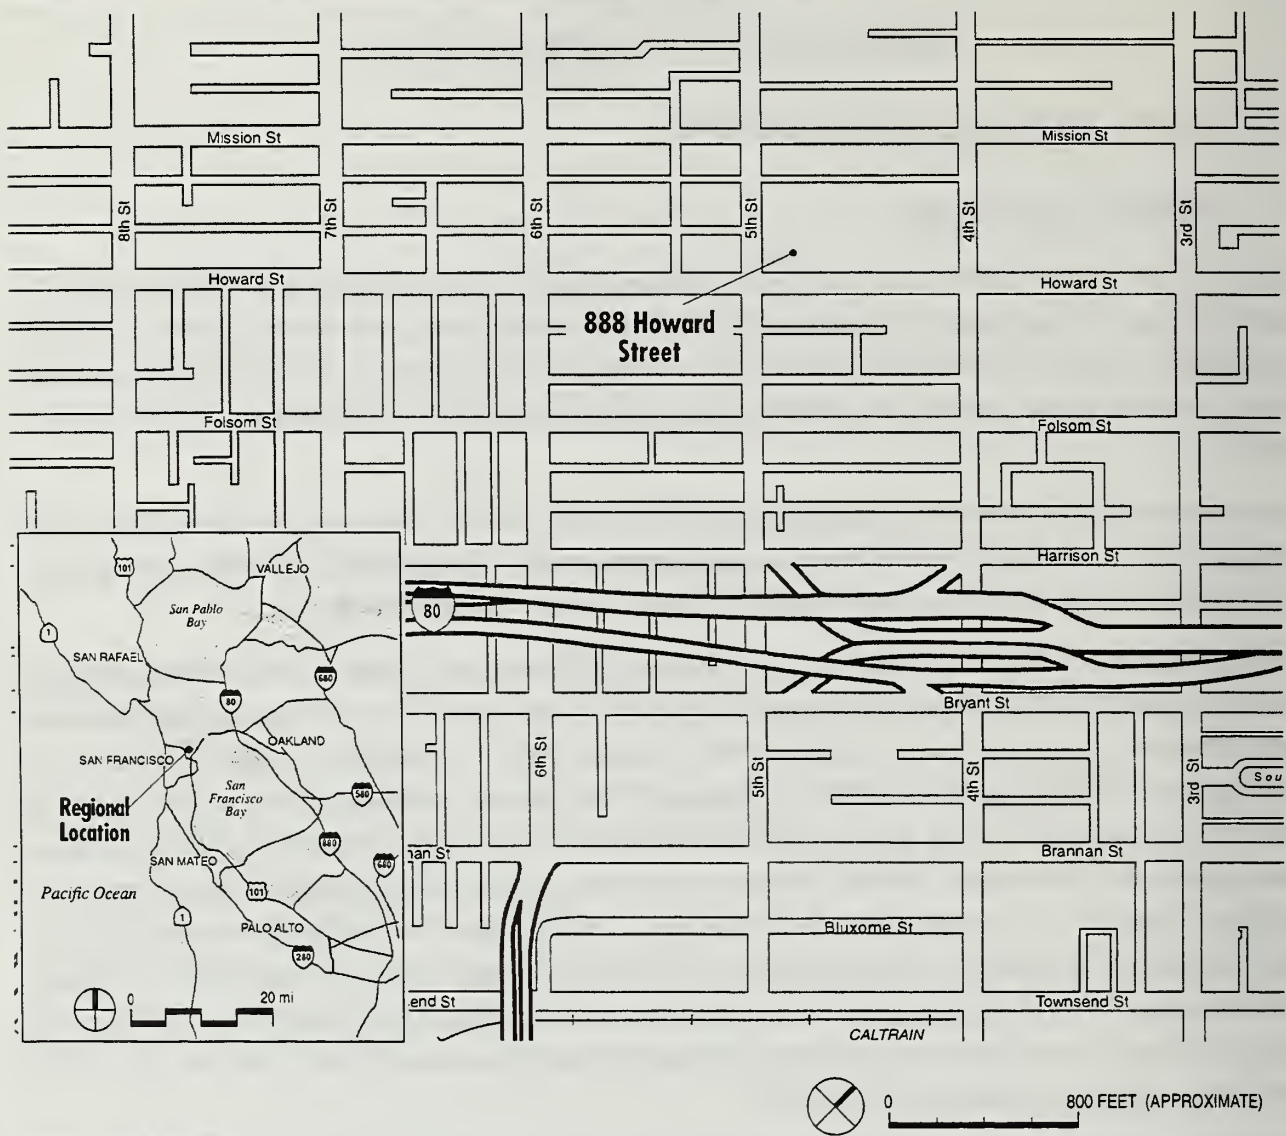 Mission St
Mission St
8th St
7th St
6th St
5th St
4th St
3rd St
Howard St
Howard St
888 Howard
Street
Folsom St
Folsom St
Harrison St
80
Bryant St
6th St
5th St
4th St
3rd St
Sou
nan St
Brannan St
Bluxome St
end St
Townsend St
CALTRAIN
101
VALLEJO
San Pablo
Bay
1
SAN RAFAEL
680
80
OAKLAND
SAN FRANCISCO
San
Francisco
Bay
580
Regional
Location
880
680
SAN MATEO
101
Pacific Ocean
1
PALO ALTO
280
0
20 mi
0
800 FEET (APPROXIMATE)